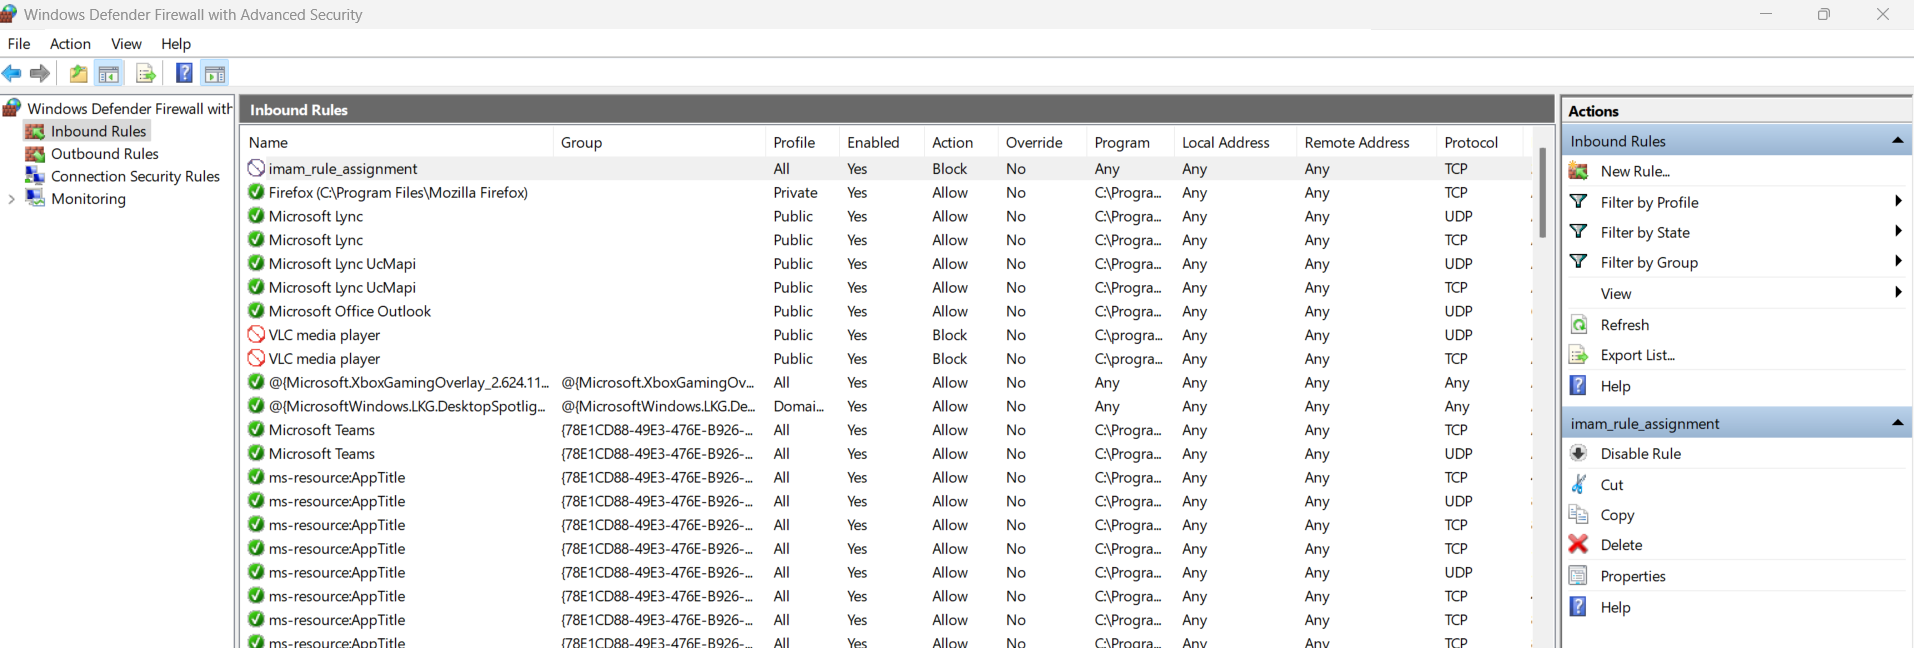 Windows Defender Firewall with Advanced Security
File Action View Help
Windows Defender Firewall with
Inbound Rules
Outbound Rules
Connection Security Rules
Monitoring
Inbound Rules
Name Group Profile Enabled Action Override Program Local Address Remote Address Protocol
imam_rule_assignment All Yes Block No Any Any Any TCP
Firefox (C:\Program Files\Mozilla Firefox) Private Yes Allow No C:\Progra... Any Any TCP
Microsoft Lync Public Yes Allow No C:\Progra... Any Any UDP
Microsoft Lync Public Yes Allow No C:\Progra... Any Any TCP
Microsoft Lync UcMapi Public Yes Allow No C:\Progra... Any Any UDP
Microsoft Lync UcMapi Public Yes Allow No C:\Progra... Any Any TCP
Microsoft Office Outlook Public Yes Allow No C:\Progra... Any Any UDP
VLC media player Public Yes Block No C:\progra... Any Any UDP
VLC media player Public Yes Block No C:\progra... Any Any TCP
@{Microsoft.XboxGamingOverlay_2.624.11... @{Microsoft.XboxGamingOv... All Yes Allow No Any Any Any Any
@{MicrosoftWindows.LKG.DesktopSpotlig... @{MicrosoftWindows.LKG.De... Domai... Yes Allow No Any Any Any Any
Microsoft Teams {78E1CD88-49E3-476E-B926-... All Yes Allow No C:\Progra... Any Any TCP
Microsoft Teams {78E1CD88-49E3-476E-B926-... All Yes Allow No C:\Progra... Any Any UDP
ms-resource:AppTitle {78E1CD88-49E3-476E-B926-... All Yes Allow No C:\Progra... Any Any TCP
ms-resource:AppTitle {78E1CD88-49E3-476E-B926-... All Yes Allow No C:\Progra... Any Any UDP
ms-resource:AppTitle {78E1CD88-49E3-476E-B926-... All Yes Allow No C:\Progra... Any Any TCP
ms-resource:AppTitle {78E1CD88-49E3-476E-B926-... All Yes Allow No C:\Progra... Any Any TCP
ms-resource:AppTitle {78E1CD88-49E3-476E-B926-... All Yes Allow No C:\Progra... Any Any UDP
ms-resource:AppTitle {78E1CD88-49E3-476E-B926-... All Yes Allow No C:\Progra... Any Any TCP
ms-resource:AppTitle {78E1CD88-49E3-476E-B926-... All Yes Allow No C:\Progra... Any Any TCP
ms-resource:AppTitle {78E1CD88-49E3-476E-B926-... All Yes Allow No C:\Progra... Any Any TCP
Actions
Inbound Rules
New Rule...
Filter by Profile
Filter by State
Filter by Group
View
Refresh
Export List...
Help
imam_rule_assignment
Disable Rule
Cut
Copy
Delete
Properties
Help